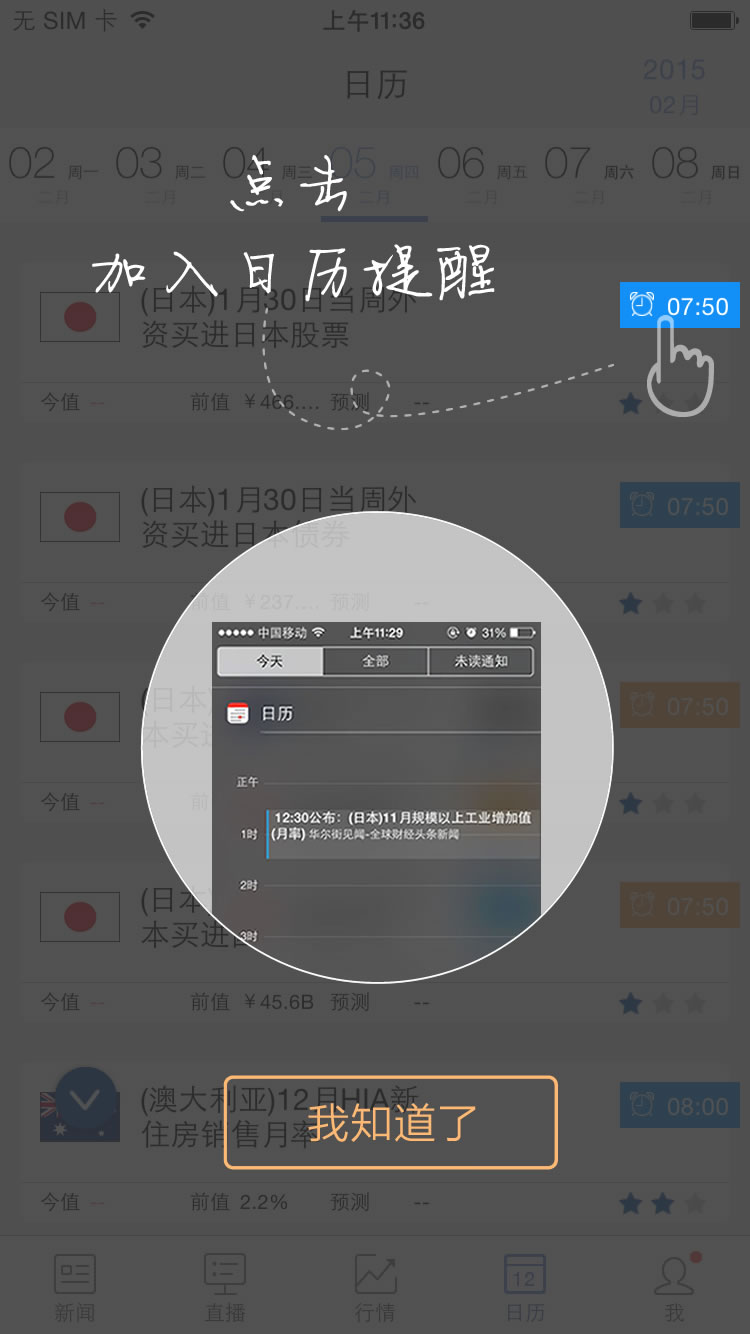 无 SIM 卡 上午11:36
日历
2015
02月
02 周一 03 周二 04 周三 05 周四 06 周五 07 周六 08 周日
二月 二月 二月 二月 二月 二月
点击
加入日历提醒
(日本)1月30日当周外
资买进日本股票
07:50
今值 -- 前值 ¥466.... 预测 --
(日本)1月30日当周外
资买进日本债券
07:50
今值 -- 前值 ¥237.... 预测 --
中国移动 上午11:29 31%
今天 全部 未读通知
(日本)
本买进
07:50
日历
正午
今值 -- 前
12:30公布：(日本)11月规模以上工业增加值
1时 (月率) 华尔街见闻-全球财经头条新闻
2时
3时
(日本)
本买进
07:50
今值 -- 前值 ¥45.6B 预测 --
(澳大利亚)12月HIA新
住房销售月率
08:00
我知道了
今值 -- 前值 2.2% 预测 --
12
新闻 直播 行情 日历 我